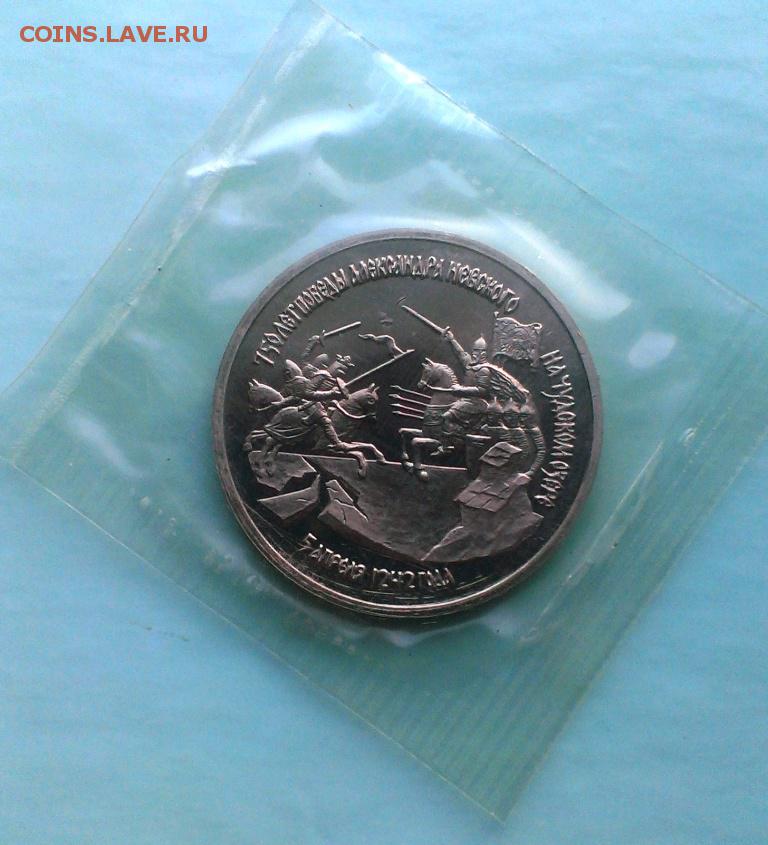 COINS.LAVE.RU
750 ЛЕТ ПОБЕДЫ АЛЕКСАНДРА НЕВСКОГО
НА ЧУДСКОМ ОЗЕРЕ
5 АПРЕЛЯ 1242 ГОДА